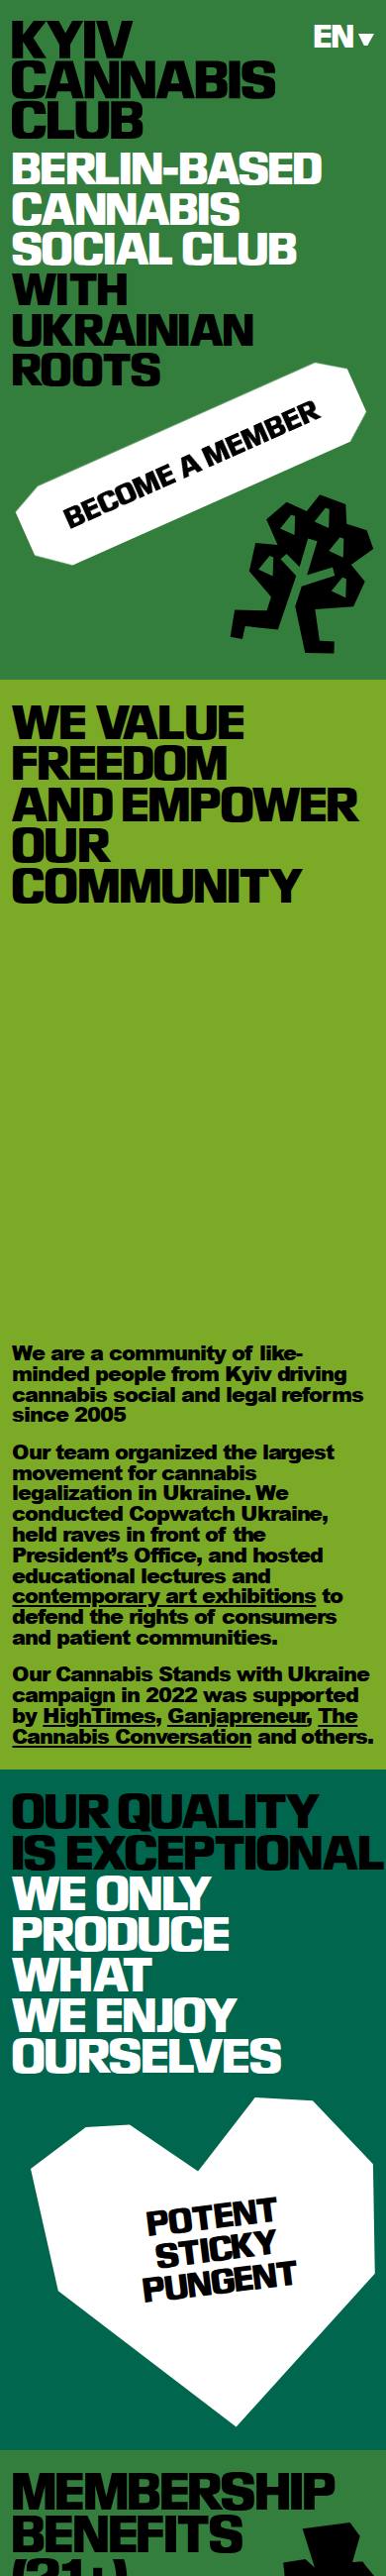 KYIV
CANNABIS
CLUB
EN
BERLIN-BASED
CANNABIS
SOCIAL CLUB
WITH
UKRAINIAN
ROOTS
BECOME A MEMBER
WE VALUE
FREEDOM
AND EMPOWER
OUR
COMMUNITY
We are a community of like-
minded people from Kyiv driving
cannabis social and legal reforms
since 2005
Our team organized the largest
movement for cannabis
legalization in Ukraine. We
conducted Copwatch Ukraine,
held raves in front of the
President’s Office, and hosted
educational lectures and
contemporary art exhibitions to
defend the rights of consumers
and patient communities.
Our Cannabis Stands with Ukraine
campaign in 2022 was supported
by HighTimes, Ganjapreneur, The
Cannabis Conversation and others.
OUR QUALITY
IS EXCEPTIONAL
WE ONLY
PRODUCE
WHAT
WE ENJOY
OURSELVES
POTENT
STICKY
PUNGENT
MEMBERSHIP
BENEFITS